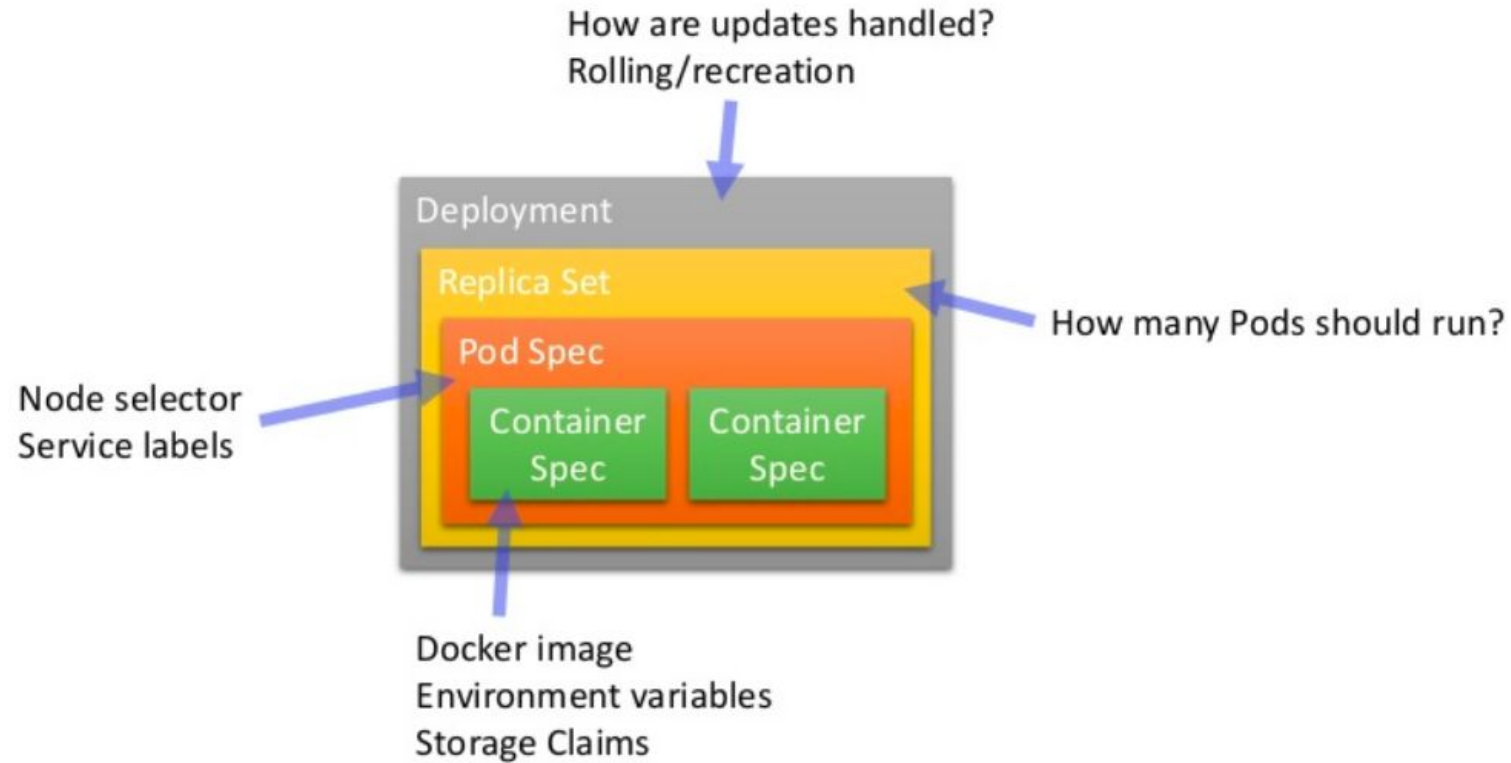 How are updates handled?
Rolling/recreation
Deployment
Replica Set
How many Pods should run?
Pod Spec
Node selector
Service labels
Container
Spec
Container
Spec
Docker image
Environment variables
Storage Claims